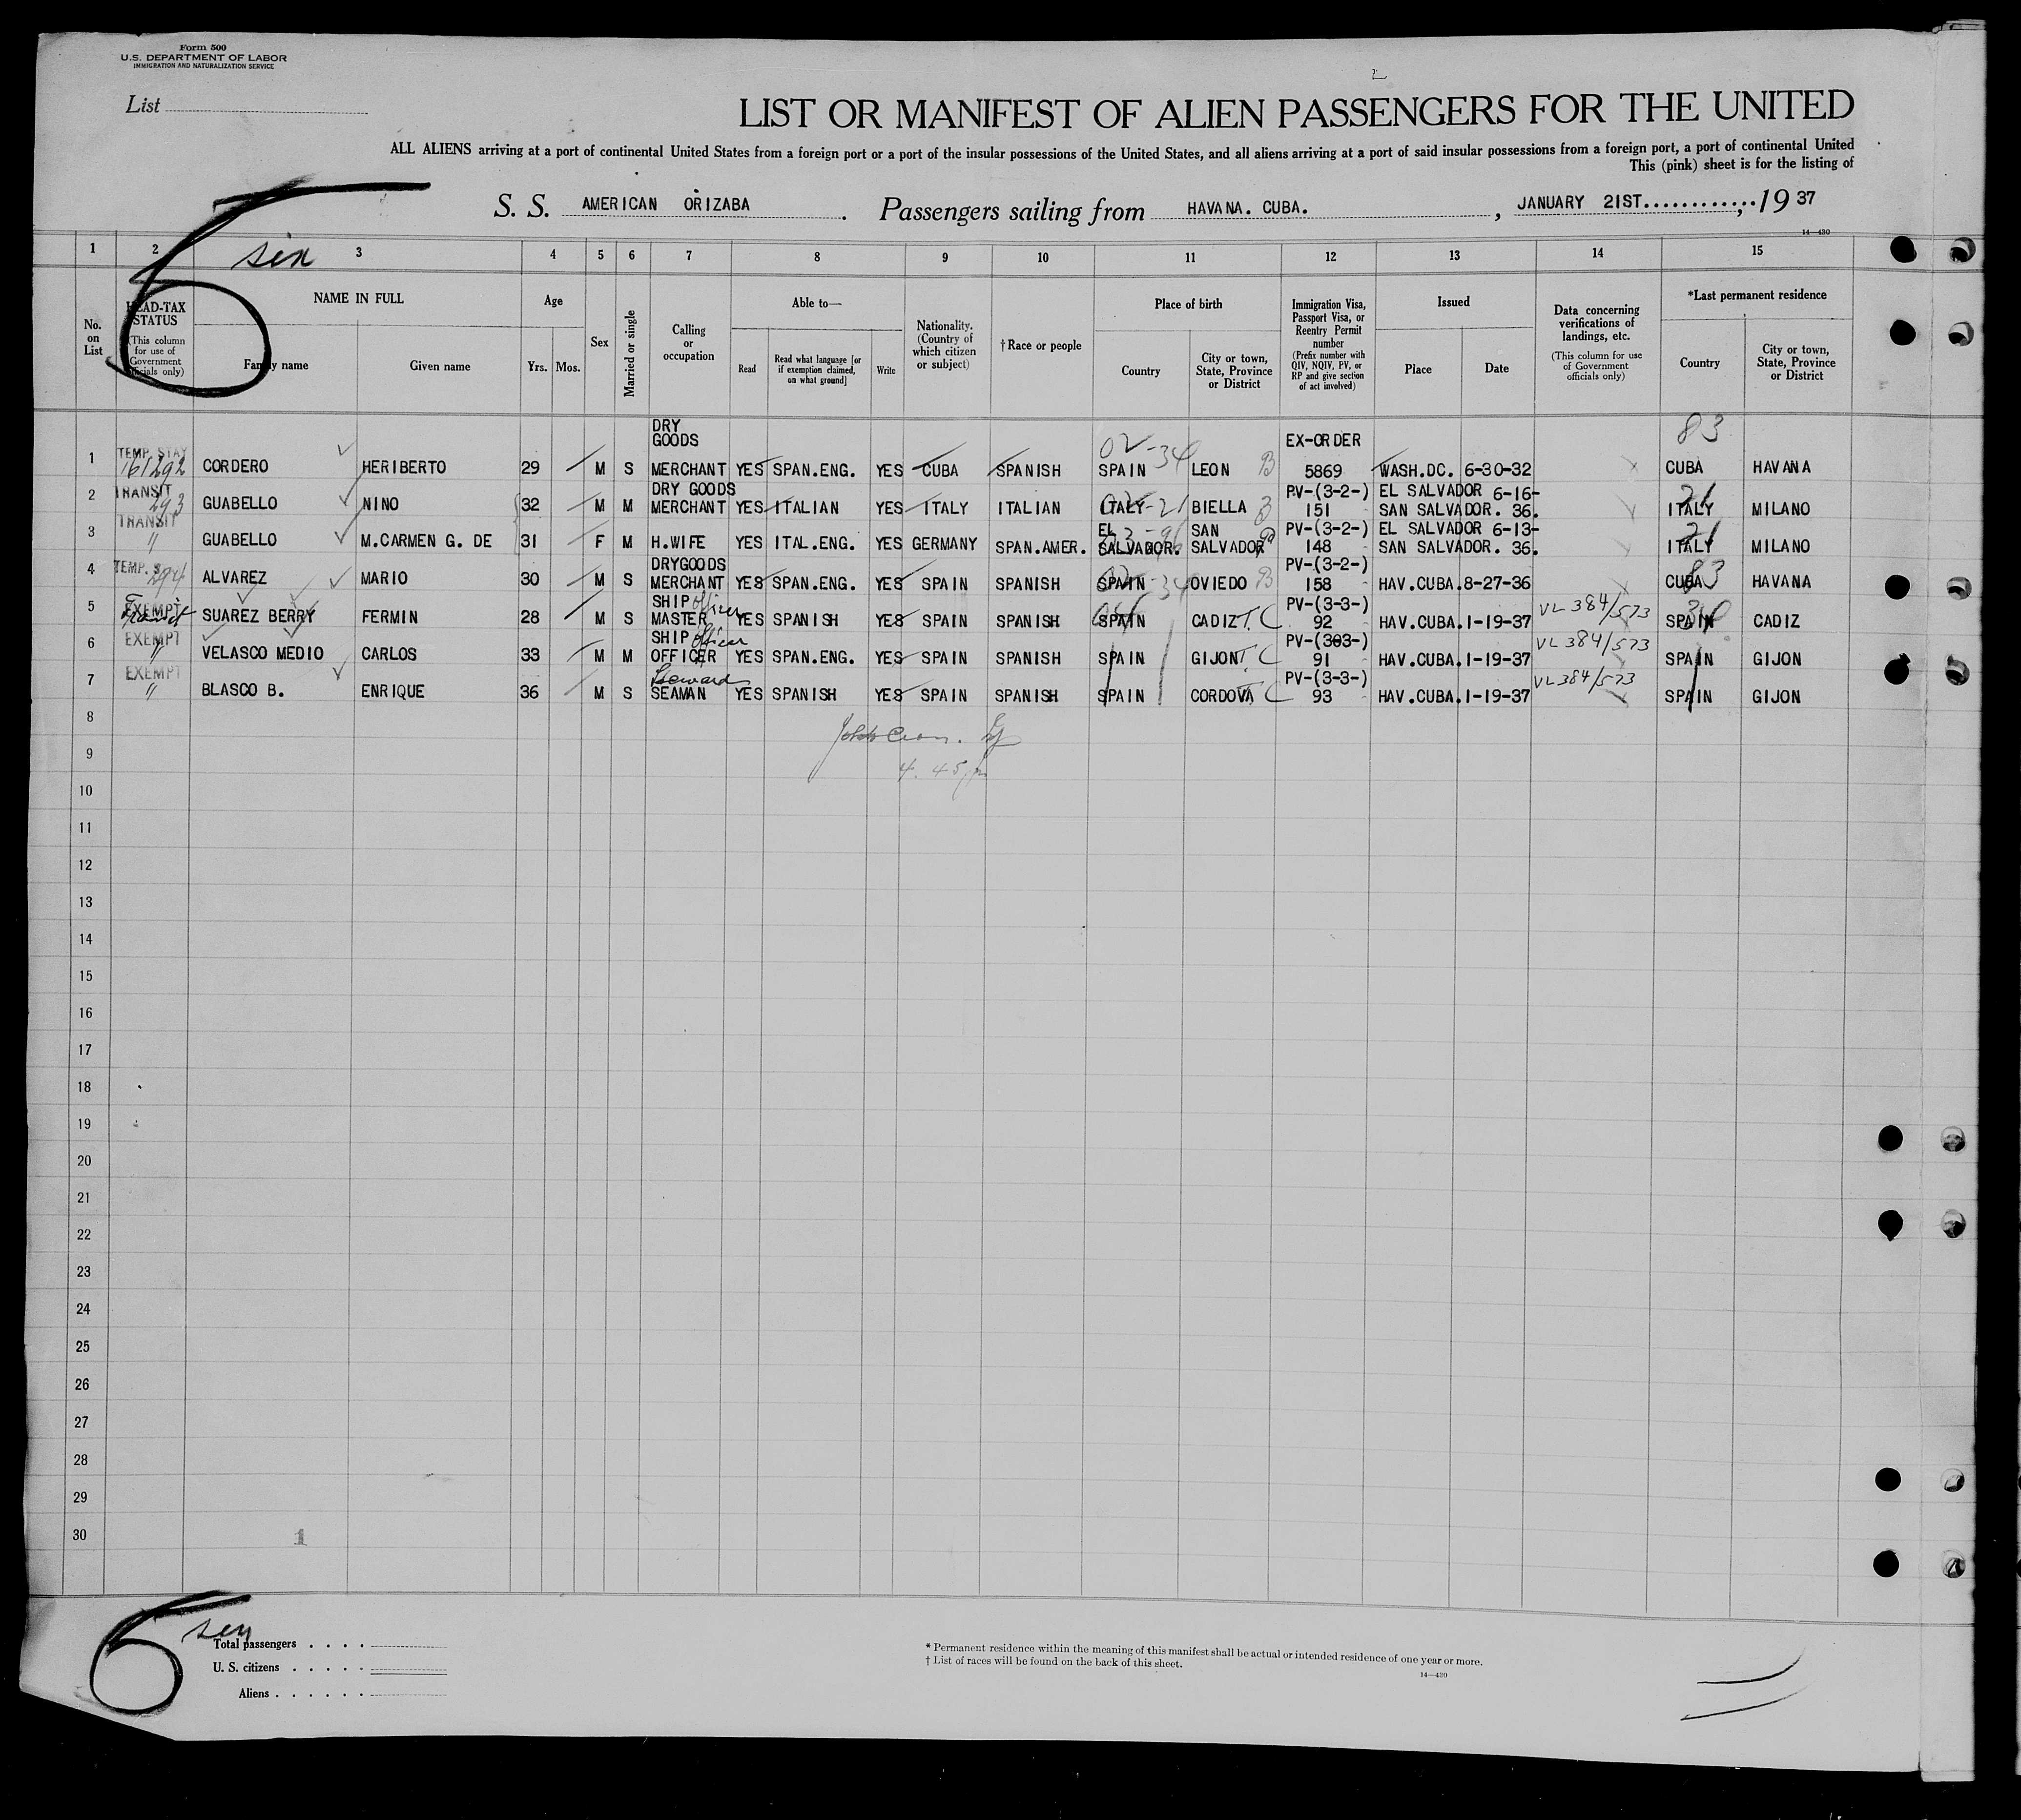 Form 500
U.S. DEPARTMENT OF LABOR
IMMIGRATION AND NATURALIZATION SERVICE
List
LIST OR MANIFEST OF ALIEN PASSENGERS FOR THE UNITED
ALL ALIENS arriving at a port of continental United States from a foreign port or a port of the insular possessions of the United States, and all aliens arriving at a port of said insular possessions from a foreign port, a port of continental United
This (pink) sheet is for the listing of
S. S. AMERICAN ORIZABA. Passengers sailing from HAVANA. CUBA., JANUARY 21ST............, 19 37
14—430
6 six
1 2 3 4 5 6 7 8 9 10 11 12 13 14 15
No. on List
HEAD-TAX STATUS
(This column for use of Government officials only)
NAME IN FULL
Family name Given name
Age
Yrs. Mos.
Sex
Married or single
Calling or occupation
Able to—
Read
Read what language [or if exemption claimed, on what ground]
Write
Nationality. (Country of which citizen or subject)
†Race or people
Place of birth
Country
City or town, State, Province or District
Immigration Visa, Passport Visa, or Reentry Permit number
(Prefix number with QIV, NQIV, PV, or RP and give section of act involved)
Issued
Place Date
Data concerning verifications of landings, etc.
(This column for use of Government officials only)
*Last permanent residence
Country
City or town, State, Province or District
DRY
GOODS EX-ORDER 02-34 83
1 TEMP. STAY 161292 CORDERO HERIBERTO 29 M S MERCHANT YES SPAN.ENG. YES CUBA SPANISH SPAIN LEON B 5869 WASH.DC. 6-30-32 CUBA HAVANA
DRY GOODS PV-(3-2-) EL SALVADOR 6-16-
2 TRANSIT 293 GUABELLO NINO 32 M M MERCHANT YES ITALIAN YES ITALY ITALIAN ITALY BIELLA B 151 SAN SALVADOR. 36. 21 ITALY MILANO
EL SAN PV-(3-2-) EL SALVADOR 6-13-
3 TRANSIT " GUABELLO M.CARMEN G. DE 31 F M H.WIFE YES ITAL.ENG. YES GERMANY SPAN.AMER. SALVADOR. SALVADOR 148 SAN SALVADOR. 36. 21 ITALY MILANO
DRYGOODS PV-(3-2-)
4 TEMP. S 294 ALVAREZ MARIO 30 M S MERCHANT YES SPAN.ENG. YES SPAIN SPANISH SPAIN OVIEDO B 158 HAV.CUBA. 8-27-36 83 CUBA HAVANA
SHIP officer PV-(3-3-) VL 384/573
5 EXEMPT Transit SUAREZ BERRY FERMIN 28 M S MASTER YES SPANISH YES SPAIN SPANISH SPAIN CADIZ T.C 92 HAV.CUBA. 1-19-37 SPAIN CADIZ
SHIP officer PV-(303-) VL 384/573
6 EXEMPT " VELASCO MEDIO CARLOS 33 M M OFFICER YES SPAN.ENG. YES SPAIN SPANISH SPAIN GIJON T.C 91 HAV.CUBA. 1-19-37 SPAIN GIJON
Steward PV-(3-3-) VL 384/573
7 EXEMPT " BLASCO B. ENRIQUE 36 M S SEAMAN YES SPANISH YES SPAIN SPANISH SPAIN CORDOVA T C 93 HAV.CUBA. 1-19-37 SPAIN GIJON
8
9
4.45
10
11
12
13
14
15
16
17
18
19
20
21
22
23
24
25
26
27
28
29
30
1
6
Total passengers . . . .
U. S. citizens . . . . .
Aliens . . . . . .
* Permanent residence within the meaning of this manifest shall be actual or intended residence of one year or more.
† List of races will be found on the back of this sheet.
14—430